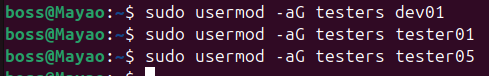 boss@Mayao:~$ sudo usermod -aG testers dev01
boss@Mayao:~$ sudo usermod -aG testers tester01
boss@Mayao:~$ sudo usermod -aG testers tester05
boss@Mayao:~$